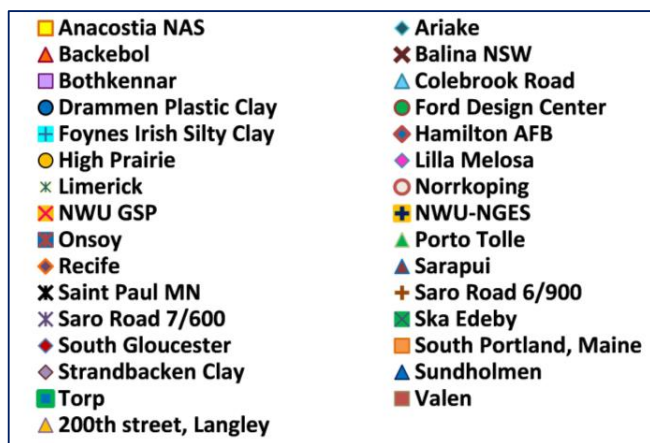 Anacostia NAS Ariake
Backebol Balina NSW
Bothkennar Colebrook Road
Drammen Plastic Clay Ford Design Center
Foynes Irish Silty Clay Hamilton AFB
High Prairie Lilla Melosa
Limerick Norrkoping
NWU GSP NWU-NGES
Onsoy Porto Tolle
Recife Sarapui
Saint Paul MN Saro Road 6/900
Saro Road 7/600 Ska Edeby
South Gloucester South Portland, Maine
Strandbacken Clay Sundholmen
Torp Valen
200th street, Langley